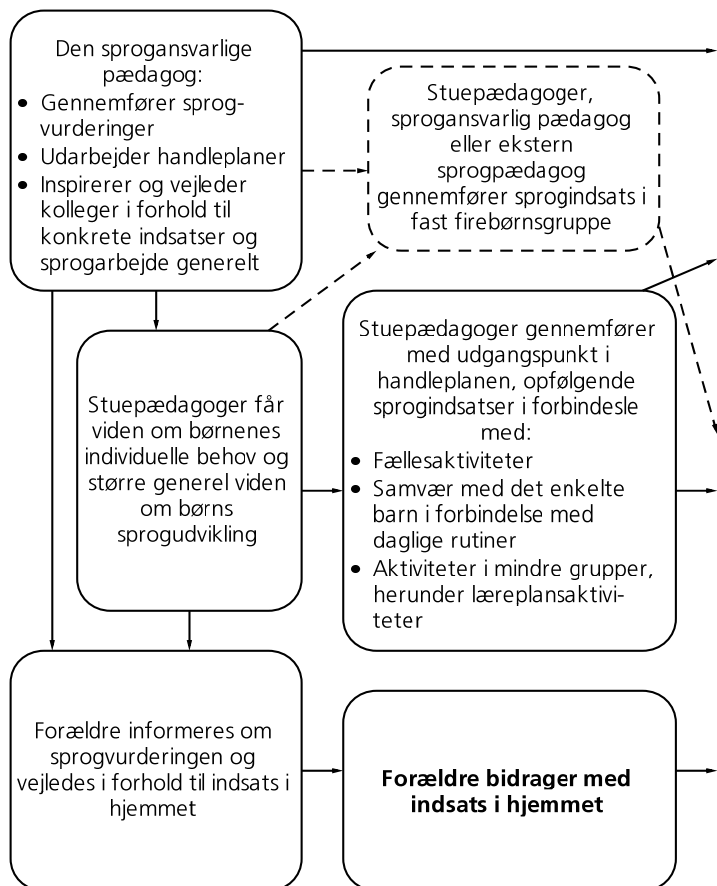 Den sprogansvarlige
pædagog:
• Gennemfører sprog-
vurderinger
• Udarbejder handleplaner
• Inspirerer og vejleder
kolleger i forhold til
konkrete indsatser og
sprogarbejde generelt
Stuepædagoger,
sprogansvarlig pædagog
eller ekstern
sprogpædagog
gennemfører sprogindsats i
fast firebørnsgruppe
Stuepædagoger får
viden om børnenes
individuelle behov og
større generel viden
om børns
sprogudvikling
Stuepædagoger gennemfører
med udgangspunkt i
handleplanen, opfølgende
sprogindsatser i forbindesle
med:
• Fællesaktiviteter
• Samvær med det enkelte
barn i forbindelse med
daglige rutiner
• Aktiviteter i mindre grupper,
herunder læreplansaktivi-
teter
Forældre informeres om
sprogvurderingen og
vejledes i forhold til indsats i
hjemmet
Forældre bidrager med
indsats i hjemmet